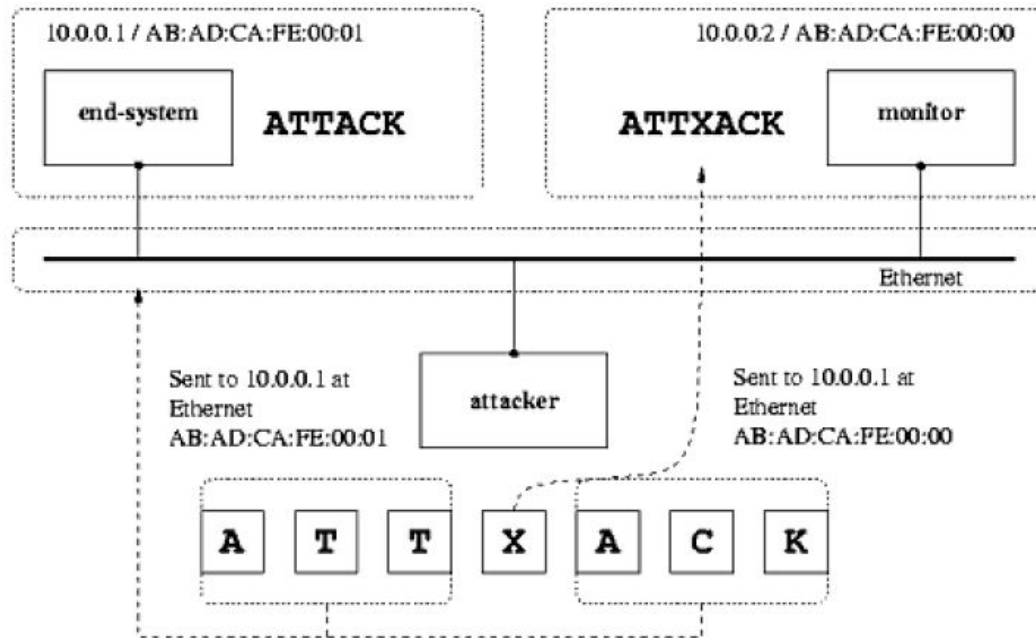 10.0.0.1 / AB:AD:CA:FE:00:01
10.0.0.2 / AB:AD:CA:FE:00:00
end-system
ATTACK
ATTXACK
monitor
Ethernet
Sent to 10.0.0.1 at
Ethernet
AB:AD:CA:FE:00:01
attacker
Sent to 10.0.0.1 at
Ethernet
AB:AD:CA:FE:00:00
A T T X A C K